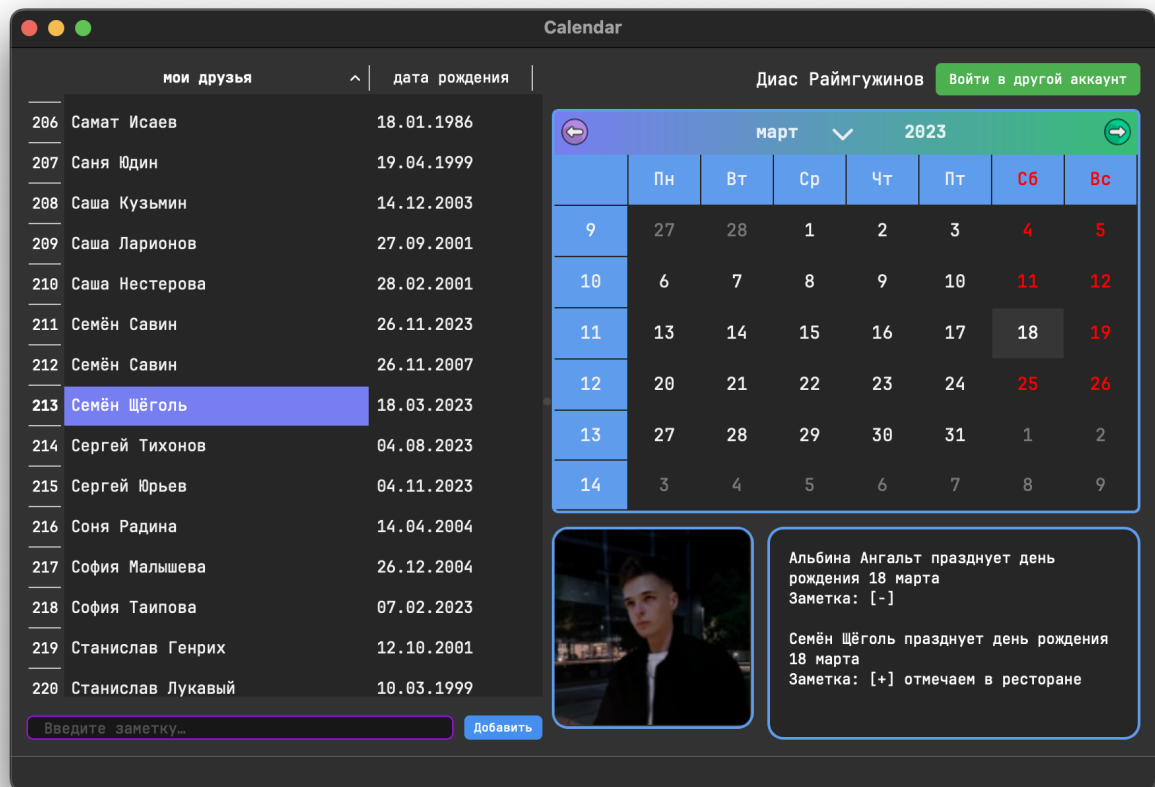 Calendar
мои друзья дата рождения
206 Самат Исаев 18.01.1986
207 Саня Юдин 19.04.1999
208 Саша Кузьмин 14.12.2003
209 Саша Ларионов 27.09.2001
210 Саша Нестерова 28.02.2001
211 Семён Савин 26.11.2023
212 Семён Савин 26.11.2007
213 Семён Щёголь 18.03.2023
214 Сергей Тихонов 04.08.2023
215 Сергей Юрьев 04.11.2023
216 Соня Радина 14.04.2004
217 София Малышева 26.12.2004
218 София Таипова 07.02.2023
219 Станислав Генрих 12.10.2001
220 Станислав Лукавый 10.03.1999
Введите заметку… Добавить
Диас Раймгужинов Войти в другой аккаунт
март 2023
Пн Вт Ср Чт Пт Сб Вс
9 27 28 1 2 3 4 5
10 6 7 8 9 10 11 12
11 13 14 15 16 17 18 19
12 20 21 22 23 24 25 26
13 27 28 29 30 31 1 2
14 3 4 5 6 7 8 9
Альбина Ангальт празднует день
рождения 18 марта
Заметка: [-]
Семён Щёголь празднует день рождения
18 марта
Заметка: [+] отмечаем в ресторане